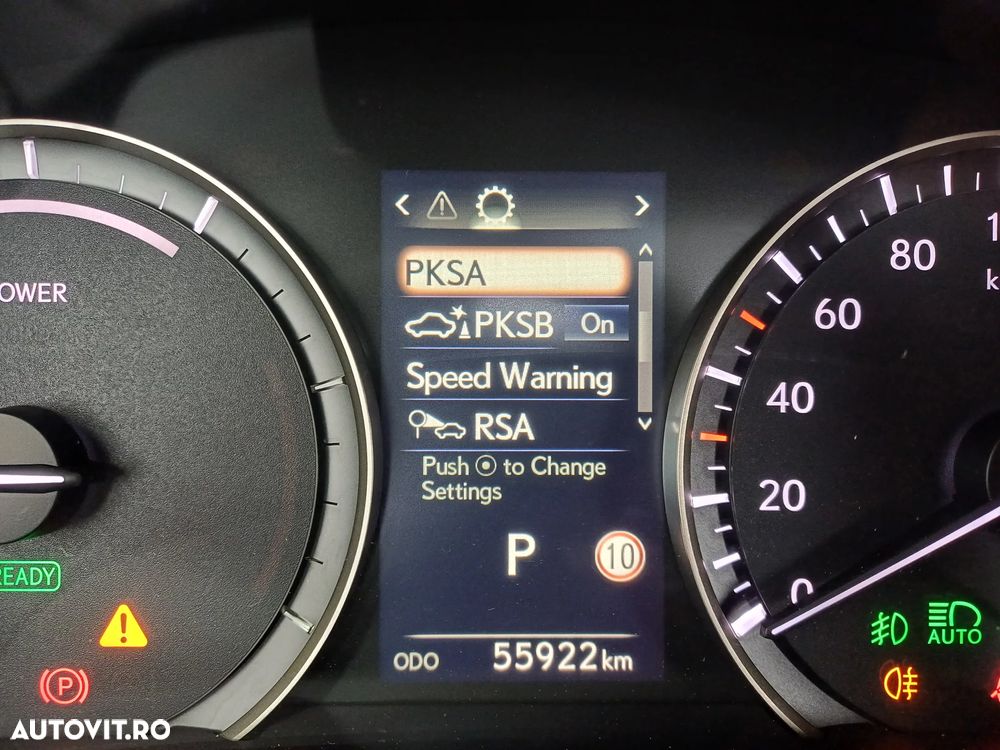 PKSA
OWER
PKSB On
Speed Warning
RSA
Push to Change
Settings
P
10
ODO 55922km
80
60
40
20
0
READY
P
AUTO
AUTOVIT.RO